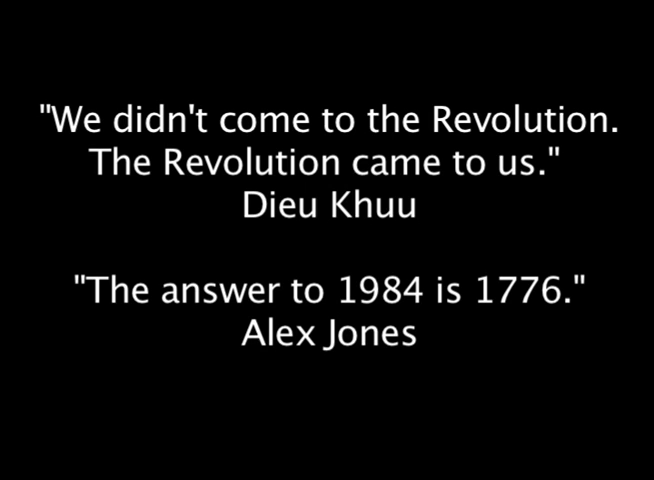 "We didn't come to the Revolution.
The Revolution came to us."
Dieu Khuu
"The answer to 1984 is 1776."
Alex Jones